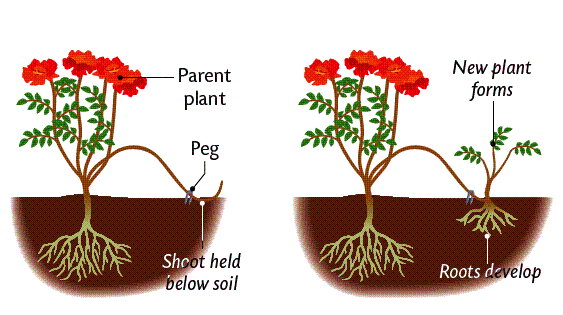 Parent
plant
Peg
Shoot held
below soil
New plant
forms
Roots develop